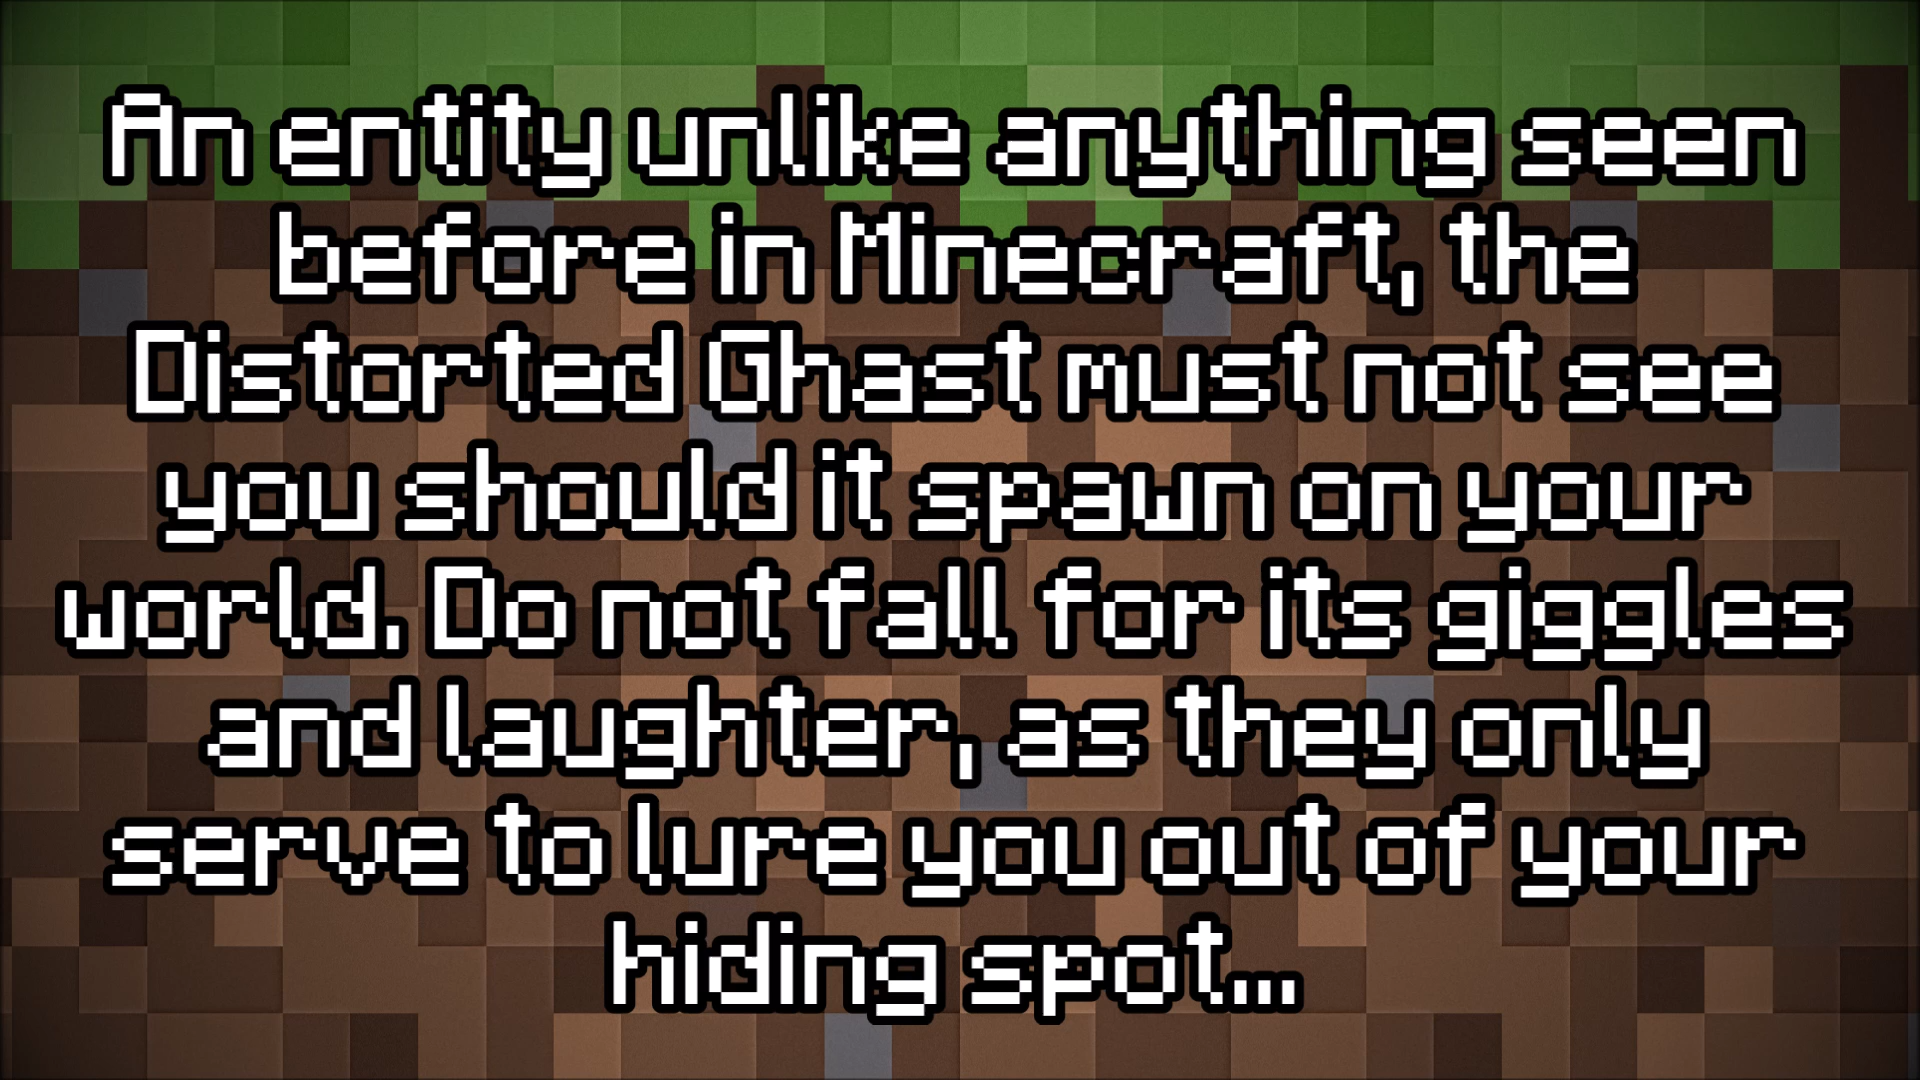 An entity unlike anything seen
before in Minecraft, the
Distorted Ghast must not see
you should it spawn on your
world. Do not fall for its giggles
and laughter, as they only
serve to lure you out of your
hiding spot...